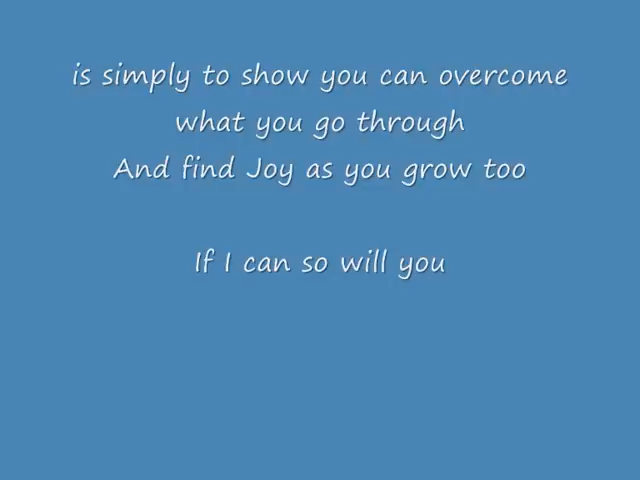 is simply to show you can overcome
what you go through
And find Joy as you grow too
If I can so will you